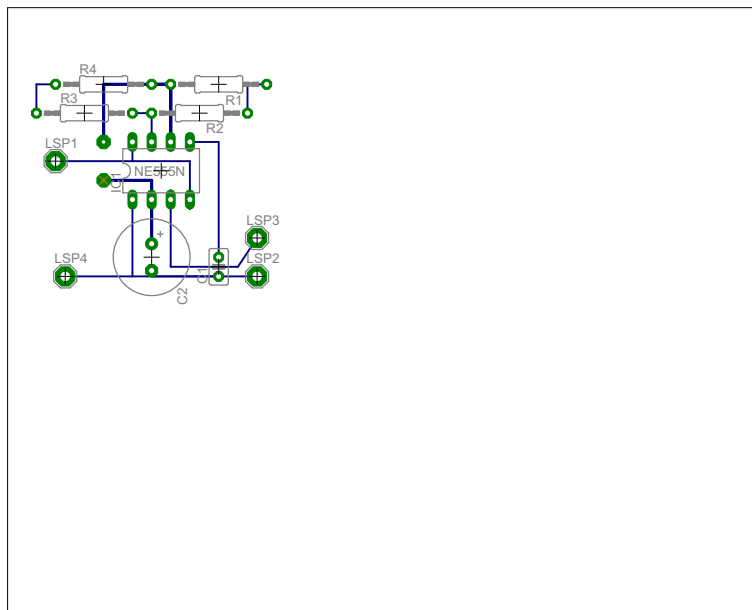 R4
R3
R1
R2
LSP1
NE555N
IC1
LSP3
+
LSP4
C1
LSP2
C2